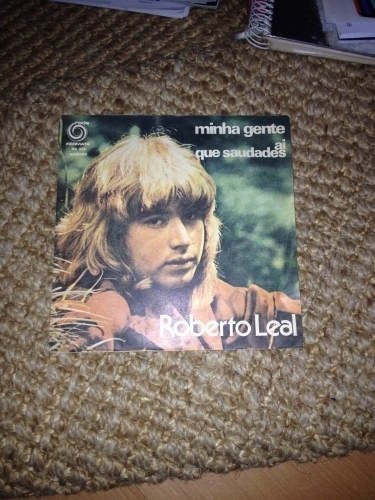 minha gente
ai
que saudades
Roberto Leal